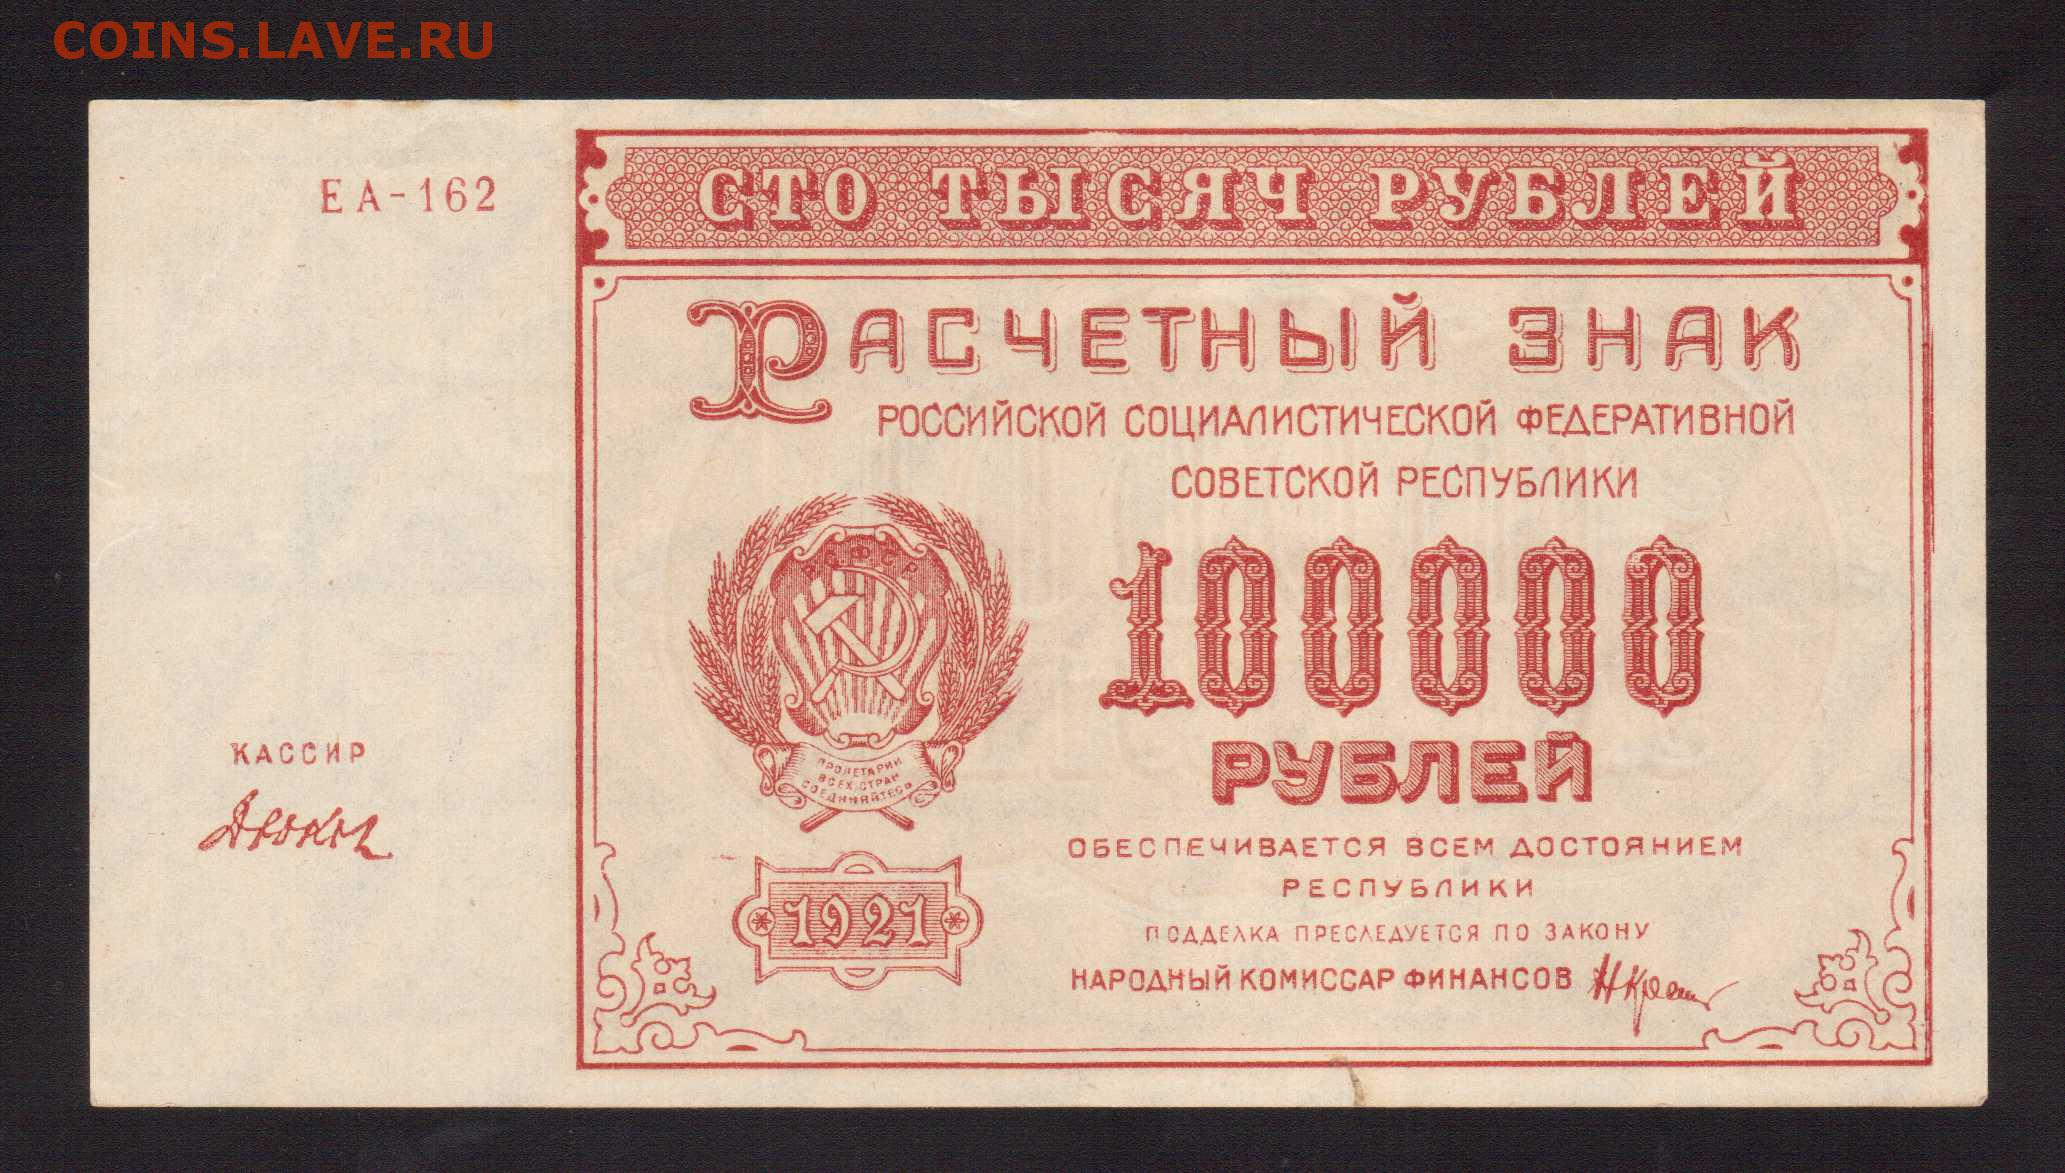 COINS.LAVE.RU
ЕА-162
СТО ТЫСЯЧ РУБЛЕЙ
РАСЧЕТНЫЙ ЗНАК
РОССИЙСКОЙ СОЦИАЛИСТИЧЕСКОЙ ФЕДЕРАТИВНОЙ
СОВЕТСКОЙ РЕСПУБЛИКИ
РСФСР
100000
РУБЛЕЙ
ПРОЛЕТАРИИ
ВСЕХ СТРАН
СОЕДИНЯЙТЕСЬ
КАССИР
1921
ОБЕСПЕЧИВАЕТСЯ ВСЕМ ДОСТОЯНИЕМ
РЕСПУБЛИКИ
ПОДДЕЛКА ПРЕСЛЕДУЕТСЯ ПО ЗАКОНУ
НАРОДНЫЙ КОМИССАР ФИНАНСОВ